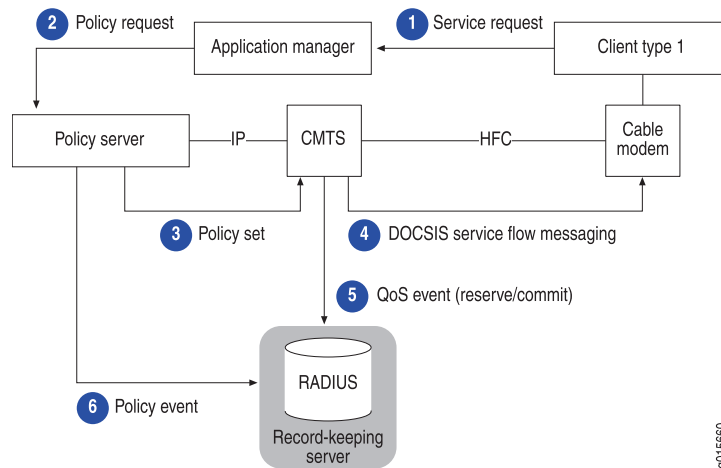 2 Policy request
1 Service request
Application manager
Client type 1
Policy server
IP
CMTS
HFC
Cable
modem
3 Policy set
4 DOCSIS service flow messaging
5 QoS event (reserve/commit)
RADIUS
6 Policy event
Record-keeping
server